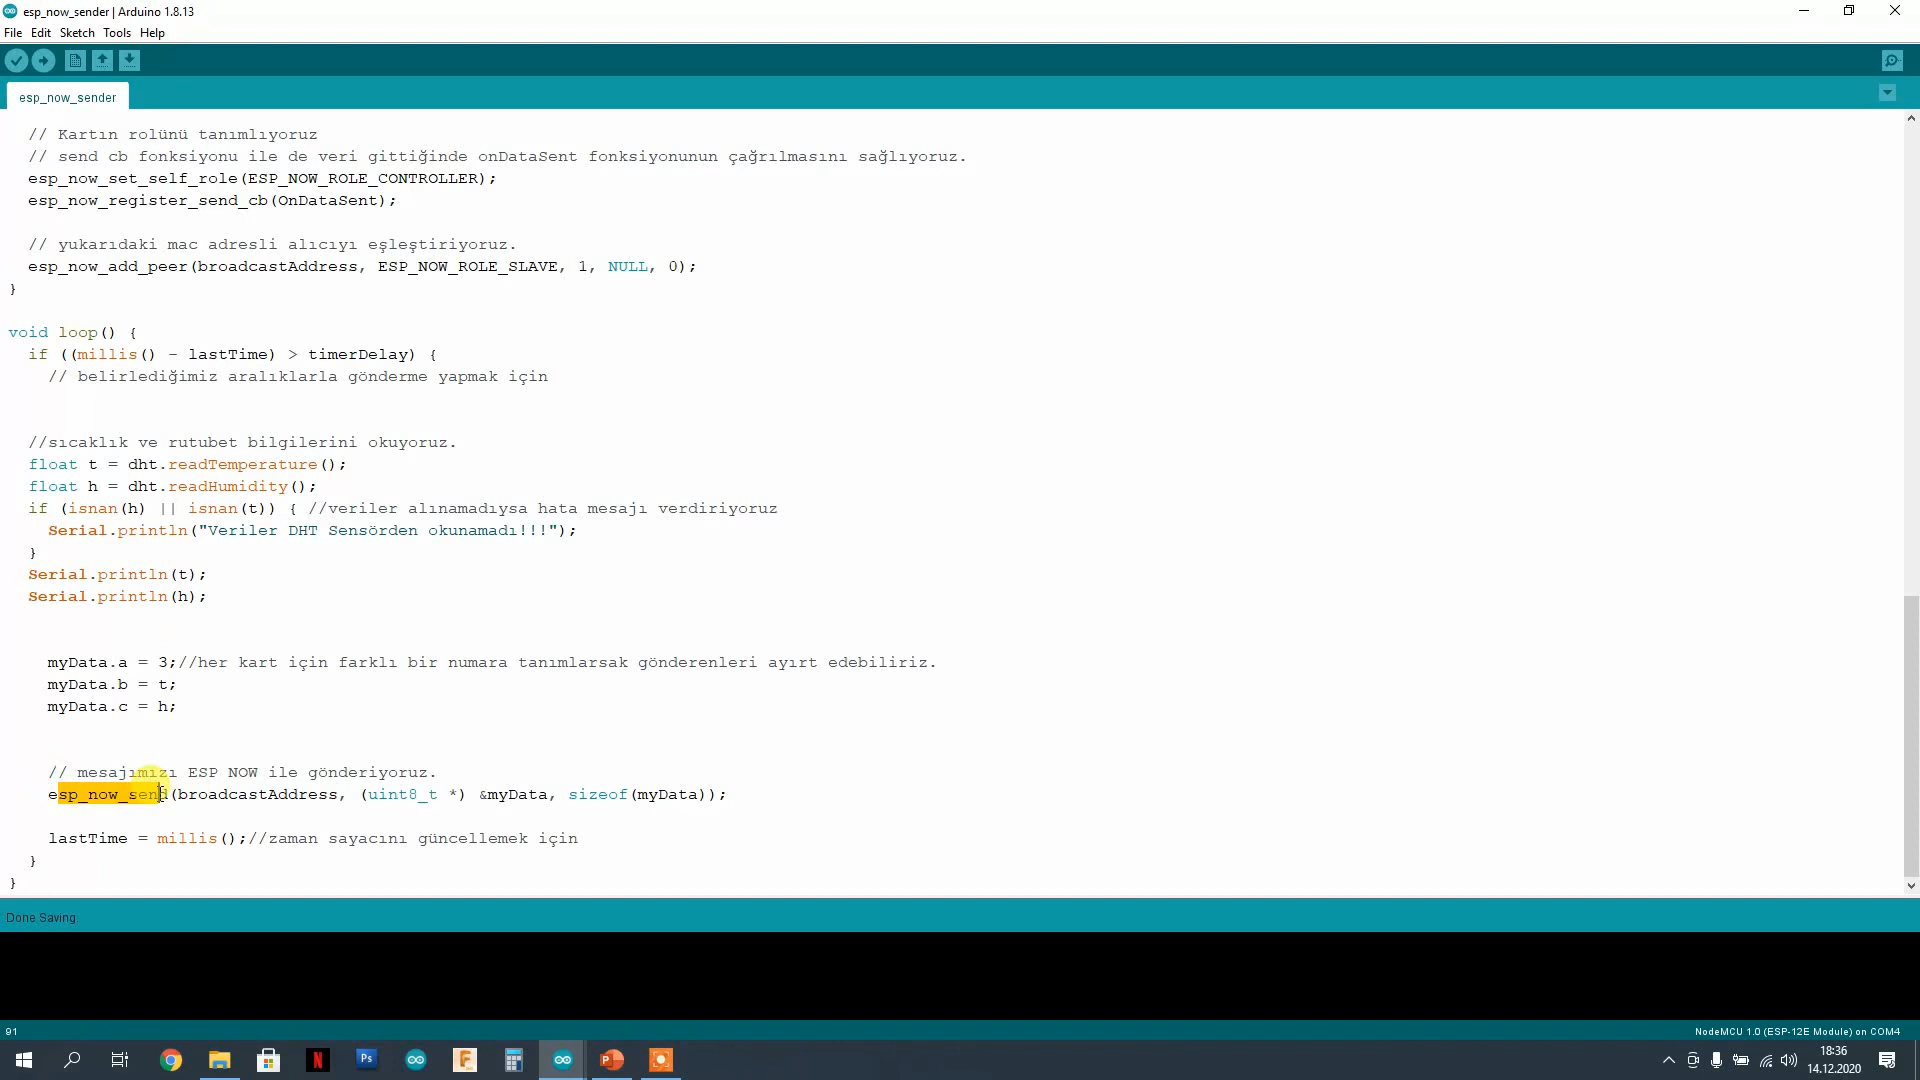 esp_now_sender | Arduino 1.8.13
File Edit Sketch Tools Help
esp_now_sender
// Kartın rolünü tanımlıyoruz
// send cb fonksiyonu ile de veri gittiğinde onDataSent fonksiyonunun çağrılmasını sağlıyoruz.
esp_now_set_self_role(ESP_NOW_ROLE_CONTROLLER);
esp_now_register_send_cb(OnDataSent);
// yukarıdaki mac adresli alıcıyı eşleştiriyoruz.
esp_now_add_peer(broadcastAddress, ESP_NOW_ROLE_SLAVE, 1, NULL, 0);
}
void loop() {
if ((millis() - lastTime) > timerDelay) {
// belirlediğimiz aralıklarla gönderme yapmak için
//sıcaklık ve rutubet bilgilerini okuyoruz.
float t = dht.readTemperature();
float h = dht.readHumidity();
if (isnan(h) || isnan(t)) { //veriler alınamadıysa hata mesajı verdiriyoruz
Serial.println("Veriler DHT Sensörden okunamadı!!!");
}
Serial.println(t);
Serial.println(h);
myData.a = 3;//her kart için farklı bir numara tanımlarsak gönderenleri ayırt edebiliriz.
myData.b = t;
myData.c = h;
// mesajımızı ESP NOW ile gönderiyoruz.
esp_now_send(broadcastAddress, (uint8_t *) &myData, sizeof(myData));
lastTime = millis();//zaman sayacını güncellemek için
}
}
Done Saving.
91
NodeMCU 1.0 (ESP-12E Module) on COM4
18:36
14.12.2020